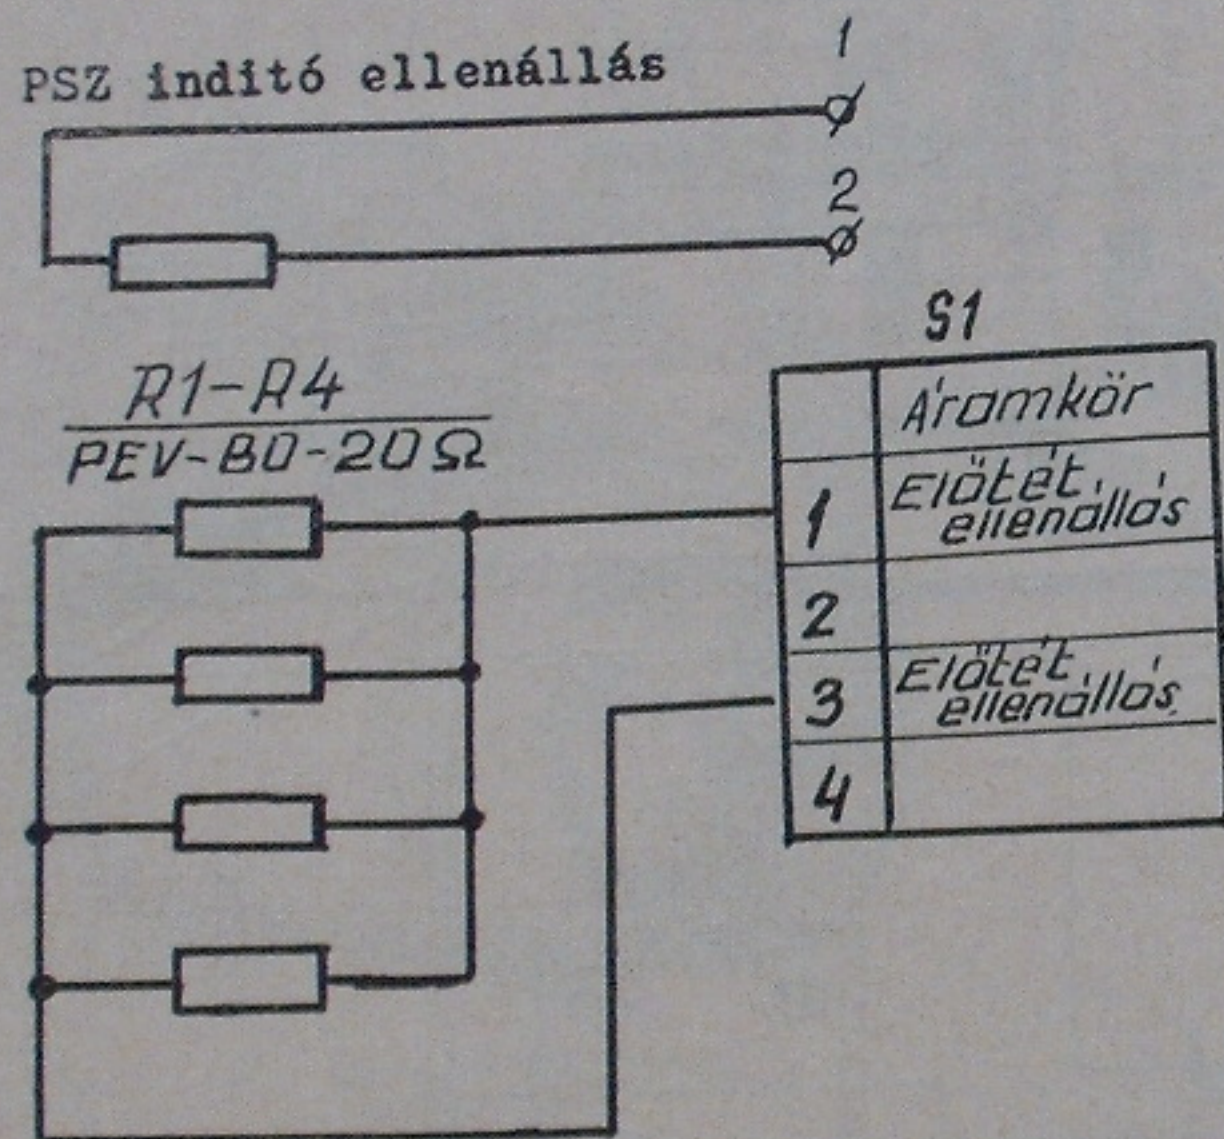 1
PSZ inditó ellenállás
2
S1
R1-R4
PEV-80-20Ω
Áramkör
1 Előtét
ellenállás
2
3 Előtét
ellenállás
4